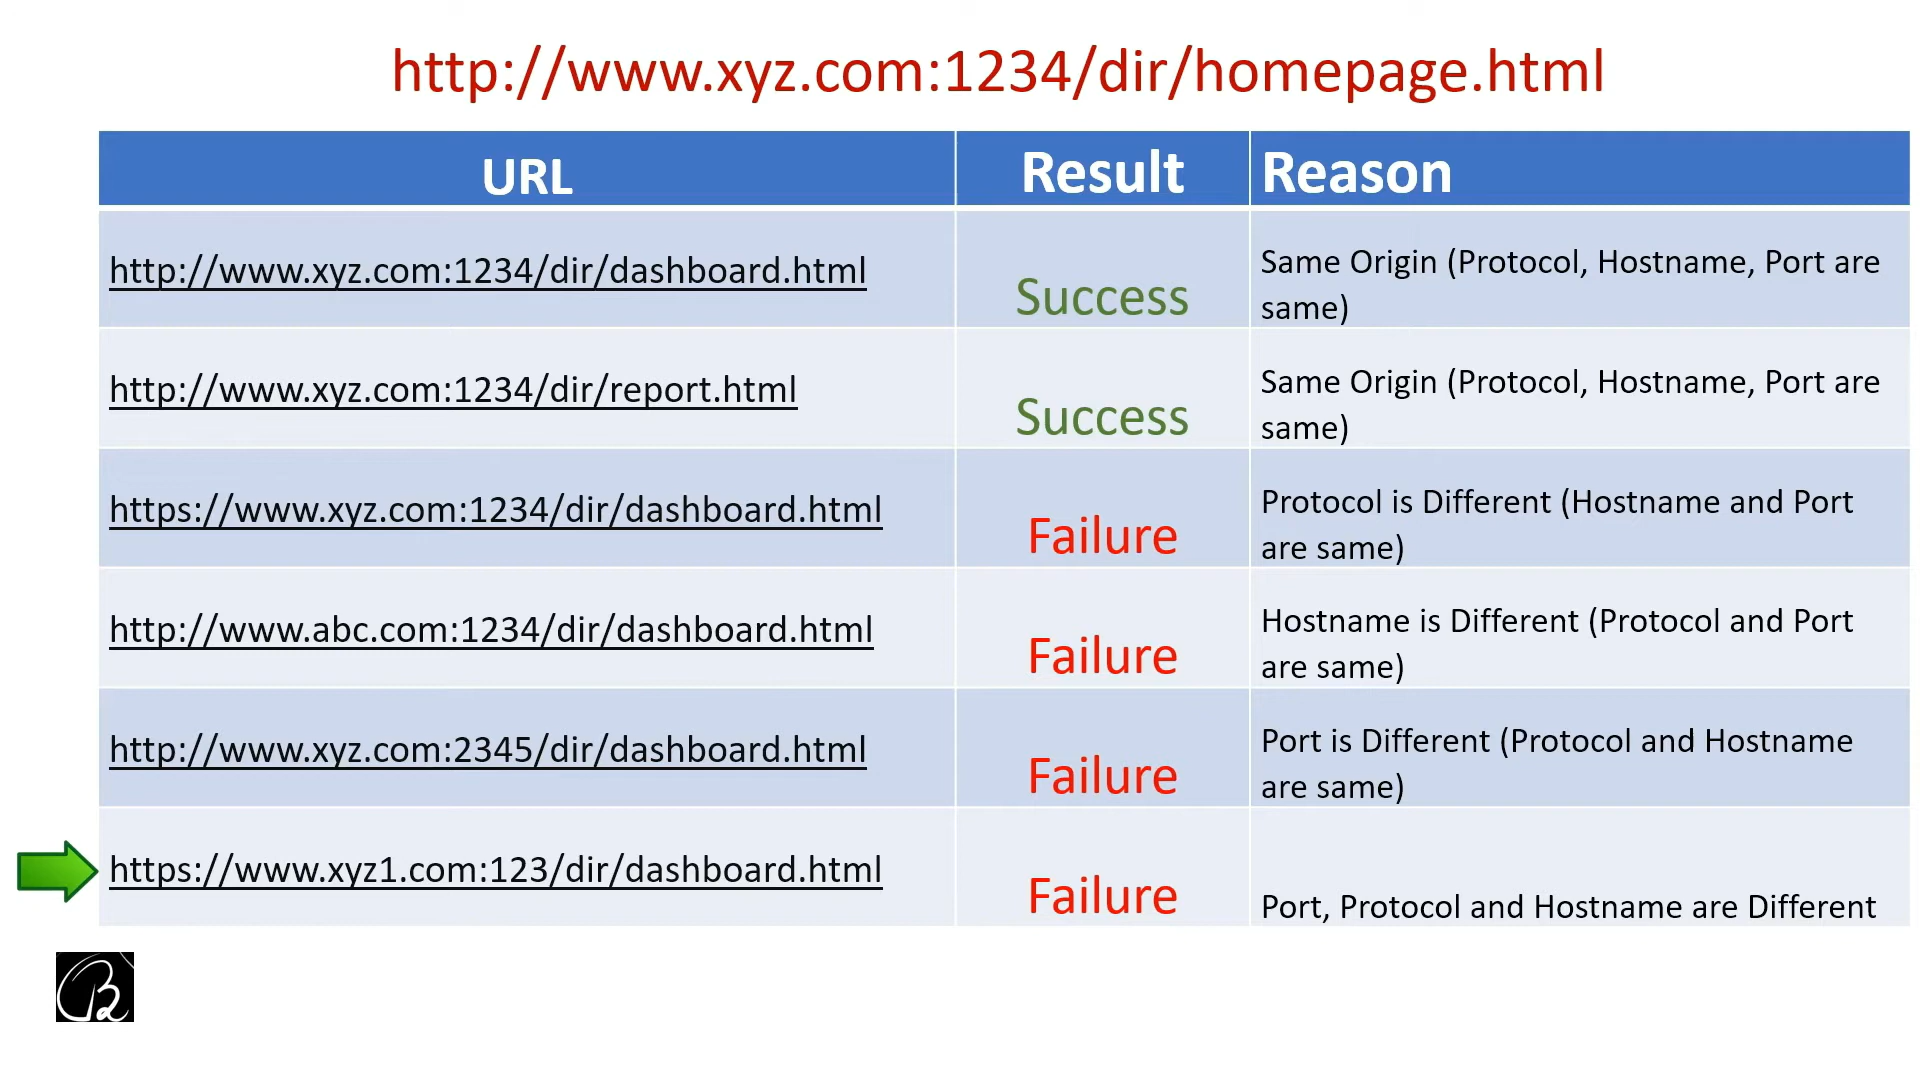 http://www.xyz.com:1234/dir/homepage.html
URL Result Reason
http://www.xyz.com:1234/dir/dashboard.html Success Same Origin (Protocol, Hostname, Port are
same)
http://www.xyz.com:1234/dir/report.html Success Same Origin (Protocol, Hostname, Port are
same)
https://www.xyz.com:1234/dir/dashboard.html Failure Protocol is Different (Hostname and Port
are same)
http://www.abc.com:1234/dir/dashboard.html Failure Hostname is Different (Protocol and Port
are same)
http://www.xyz.com:2345/dir/dashboard.html Failure Port is Different (Protocol and Hostname
are same)
https://www.xyz1.com:123/dir/dashboard.html Failure Port, Protocol and Hostname are Different